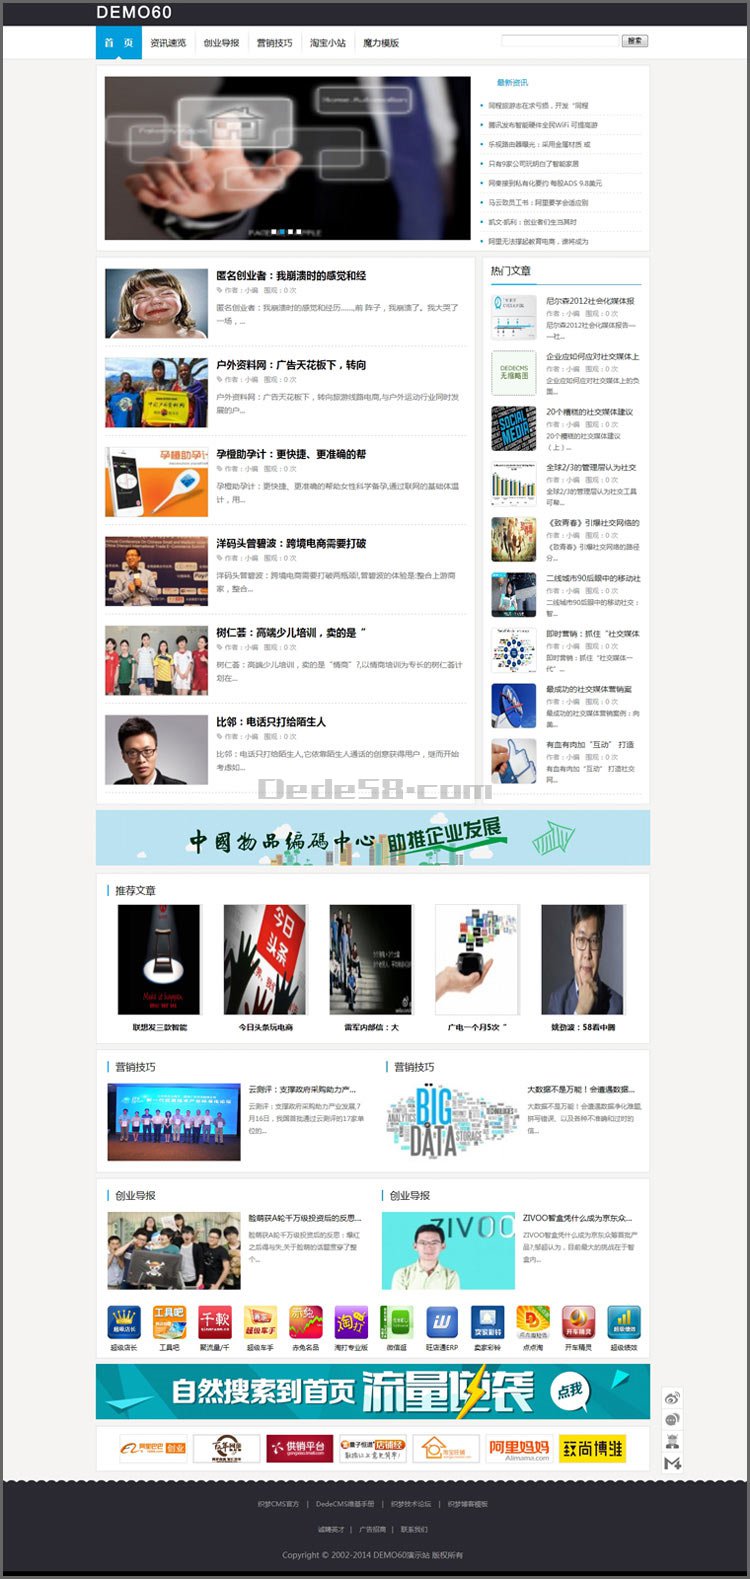 DEMO60
首 页
资讯速览
创业导报
营销技巧
淘宝小站
魔力模版
搜索
最新资讯
同程旅游志在求亏损，开发“同程
腾讯发布智能硬件全民WiFi 可提高游
乐视路由器曝光：采用金属材质 或
只有9家公司玩明白了智能家居
网秦接到私有化要约 每股ADS 9.8美元
马云致员工书：阿里要学会适应别
凯文·凯利：创业者们生当其时
阿里无法撑起教育电商，谁将成为
匿名创业者：我崩溃时的感觉和经
作者：小编 围观：0 次
匿名创业者：我崩溃时的感觉和经历……前 阵子，我崩溃了。我大哭了
一场，...
户外资料网：广告天花板下，转向
作者：小编 围观：0 次
户外资料网：广告天花板下，转向旅游线路电商,与户外运动行业同时发
展的户...
孕橙助孕计：更快捷、更准确的帮
作者：小编 围观：0 次
孕橙助孕计：更快捷、更准确的帮助女性科学备孕,通过联网的基础体温
计，用...
洋码头曾碧波：跨境电商需要打破
作者：小编 围观：0 次
洋码头曾碧波：跨境电商需要打破两瓶颈!,曾碧波的体验是:整合上游商
家，整合...
树仁荟：高端少儿培训，卖的是“
作者：小编 围观：0 次
树仁荟：高端少儿培训，卖的是“情商”?,以情商培训为专长的树仁荟计
划在...
比邻：电话只打给陌生人
作者：小编 围观：0 次
比邻：电话只打给陌生人,它依靠陌生人通话的创意获得用户，继而开始
考虑如...
热门文章
尼尔森2012社会化媒体报
作者：小编 围观：0 次
尼尔森2012社会化媒体报告—
—社...
DEDECMS
无缩略图
企业应如何应对社交媒体上
作者：小编 围观：0 次
企业应如何应对社交媒体上的负
面...
SOCIAL
MEDIA
20个糟糕的社交媒体建议
作者：小编 围观：0 次
20个糟糕的社交媒体建议
（上）...
全球2/3的管理层认为社交
作者：小编 围观：0 次
全球2/3的管理层认为社交工具
可帮...
《致青春》引爆社交网络的
作者：小编 围观：0 次
《致青春》引爆社交网络的路径
分...
二线城市90后眼中的移动社
作者：小编 围观：0 次
二线城市90后眼中的移动社交：
智...
即时营销：抓住“社交媒体
作者：小编 围观：0 次
即时营销：抓住“社交媒体一
代”...
最成功的社交媒体营销案
作者：小编 围观：0 次
最成功的社交媒体营销案例：向
美...
有血有肉加“互动” 打造
作者：小编 围观：0 次
有血有肉加“互动” 打造社交
网...
Dede58.com
中國物品编碼中心 助推企业发展
推荐文章
今日
头条
联想发三款智能
今日头条玩电商
雷军内部信：大
广电一个月5次“
姚劲波：58看中腾
营销技巧
云测评：支撑政府采购助力产...
云测评：支撑政府采购助力产业发展,7
月16日，我国首批通过云测评的17家单
位的...
营销技巧
BIG
DATA
ANALYTICS
STORAGE
大数据不是万能！会遭遇数据...
大数据不是万能！会遭遇数据净化难题,
拼写错误、以及各种不准确和过时的
信...
创业导报
脸萌获A轮千万级投资后的反思...
脸萌获A轮千万级投资后的反思：爆红
之后得与失,关于脸萌的话题贯穿了整
个...
创业导报
ZIVOO
ZIVOO智盒凭什么成为京东众...
ZIVOO智盒凭什么成为京东众筹首批产
品?,邹超认为，目前最大的挑战在于智
盒内...
超级店长
工具吧
聚流量/千
超级车手
赤兔名品
淘打专业版
微信超
旺店通ERP
卖家彩铃
点点淘
开车精灵
超级绩效
自然搜索到首页 流量逆袭 点我
阿里巴巴 创业
供销平台
量子恒道 店铺经
淘宝旺铺
阿里妈妈
Alimama.com
致尚博雅
织梦CMS官方 | DedeCMS维基手册 | 织梦技术论坛 | 织梦博客模板
诚聘英才 | 广告招商 | 联系我们
Copyright © 2002-2014 DEMO60演示站 版权所有